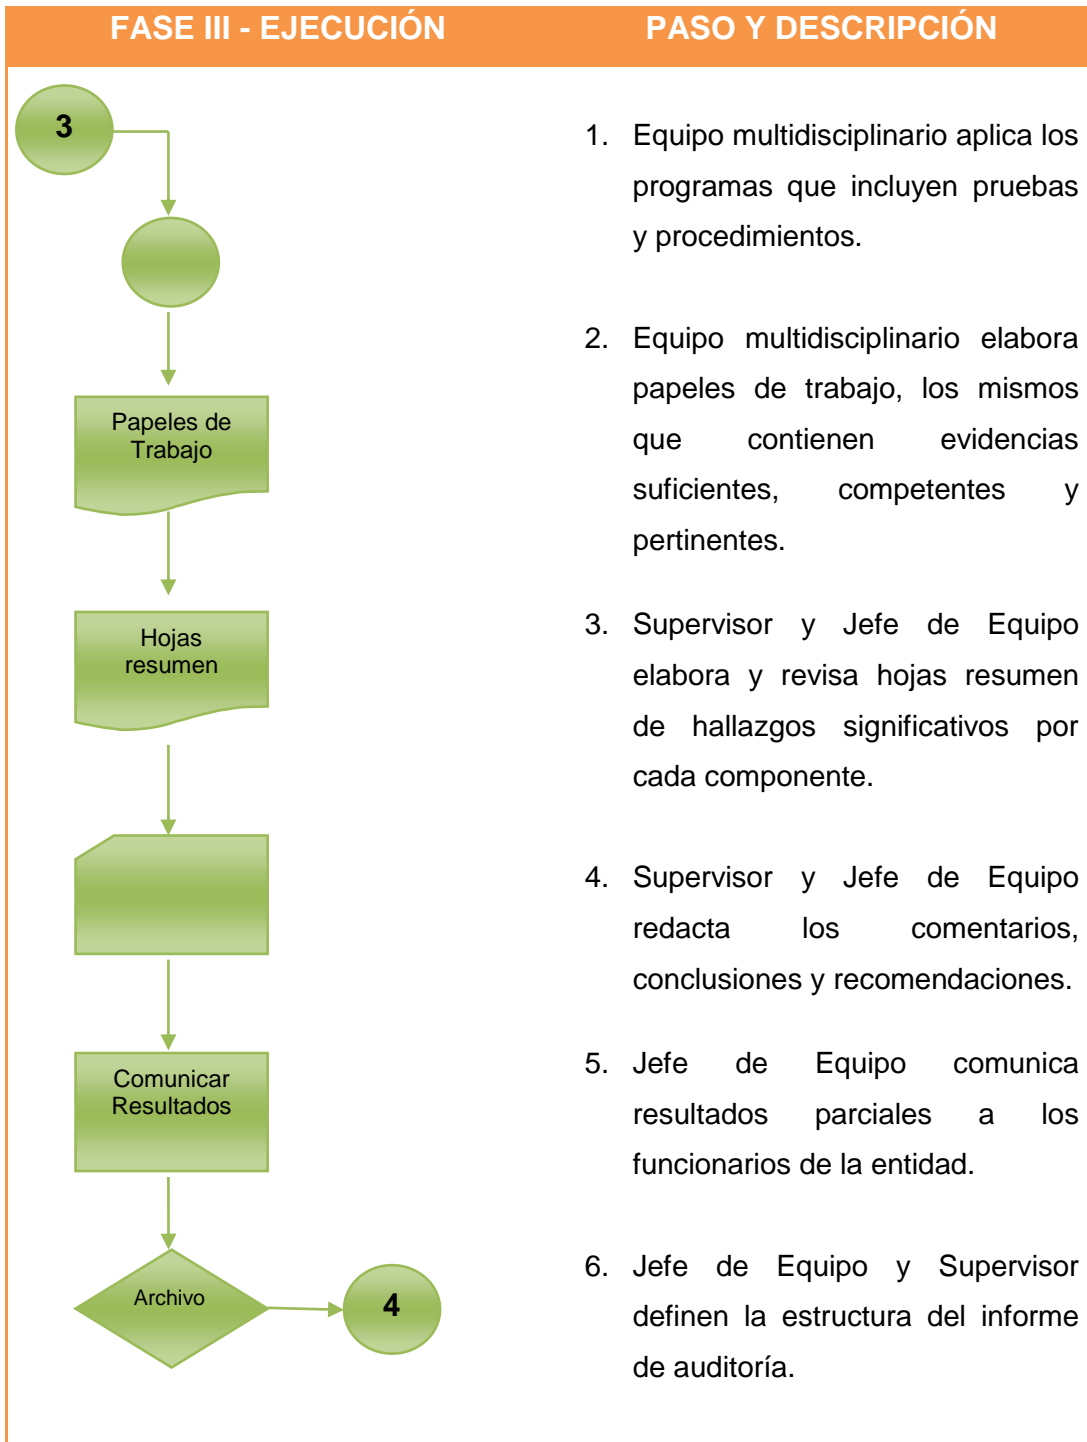 FASE III - EJECUCIÓN
PASO Y DESCRIPCIÓN
3
Papeles de
Trabajo
Hojas
resumen
Comunicar
Resultados
Archivo
4
1. Equipo multidisciplinario aplica los
programas que incluyen pruebas
y procedimientos.
2. Equipo multidisciplinario elabora
papeles de trabajo, los mismos
que contienen evidencias
suficientes, competentes y
pertinentes.
3. Supervisor y Jefe de Equipo
elabora y revisa hojas resumen
de hallazgos significativos por
cada componente.
4. Supervisor y Jefe de Equipo
redacta los comentarios,
conclusiones y recomendaciones.
5. Jefe de Equipo comunica
resultados parciales a los
funcionarios de la entidad.
6. Jefe de Equipo y Supervisor
definen la estructura del informe
de auditoría.